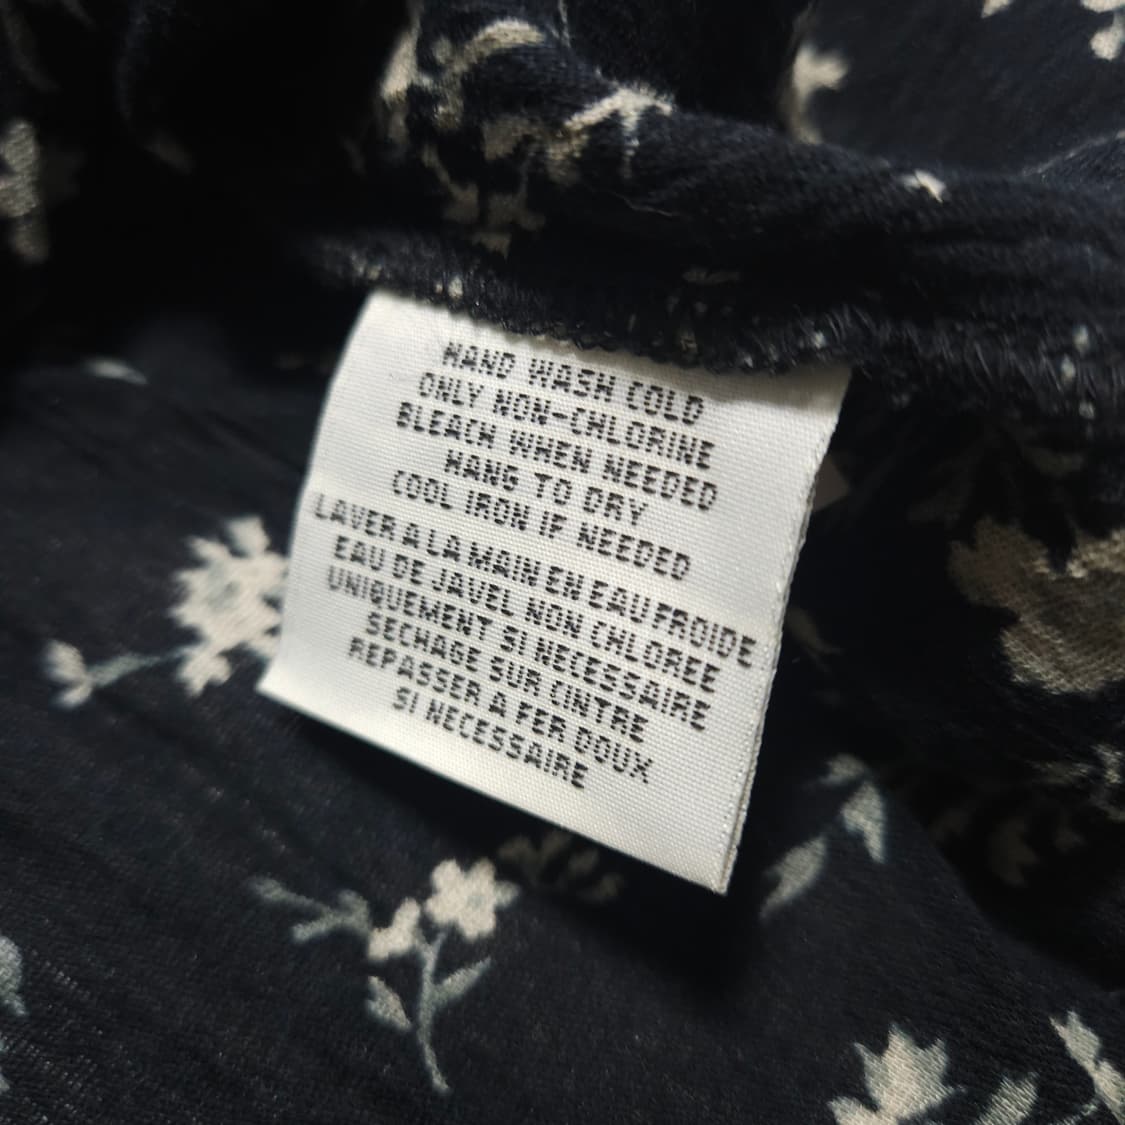 HAND WASH COLD
ONLY NON-CHLORINE
BLEACH WHEN NEEDED
HANG TO DRY
COOL IRON IF NEEDED
LAVER A LA MAIN EN EAU FROIDE
EAU DE JAVEL NON CHLOREE
UNIQUEMENT SI NECESSAIRE
SECHAGE SUR CINTRE
REPASSER A FER DOUX
SI NECESSAIRE